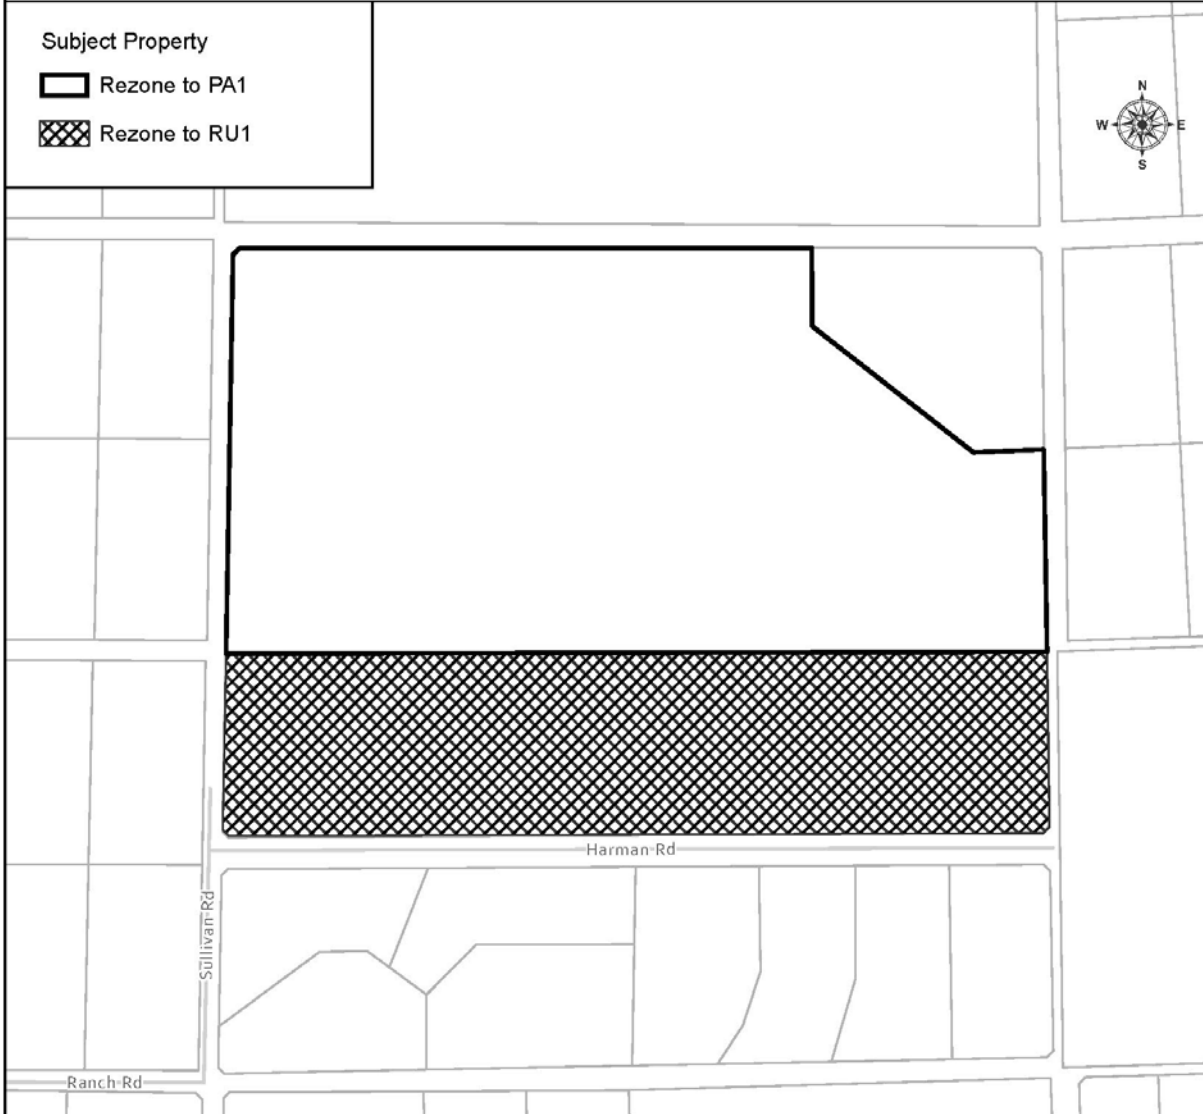 Subject Property
Rezone to PA1
Rezone to RU1
N
W E
S
Harman Rd
Sullivan Rd
Ranch Rd